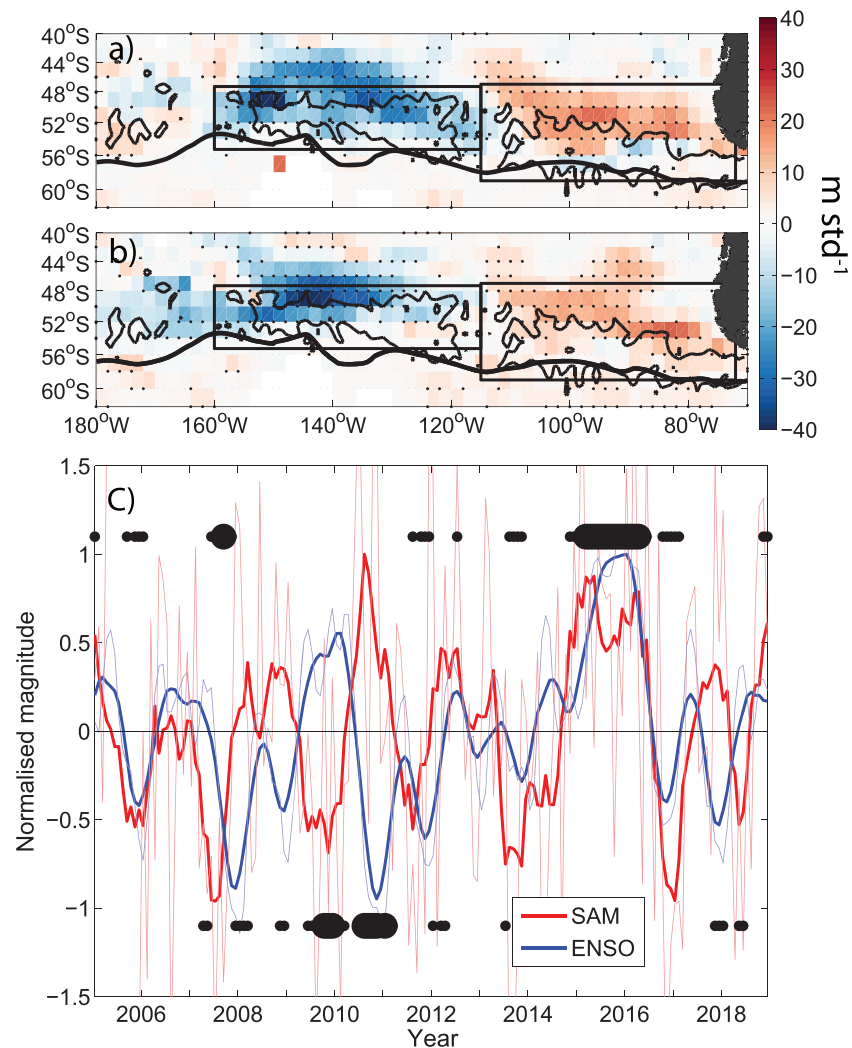 a)
40°S
44°S
48°S
52°S
56°S
60°S
b)
40°S
44°S
48°S
52°S
56°S
60°S
180°W 160°W 140°W 120°W 100°W 80°W
40
30
20
10
0
−10
−20
−30
−40
m std⁻¹
C)
1.5
1
0.5
0
−0.5
−1
−1.5
Normalised magnitude
SAM
ENSO
2006 2008 2010 2012 2014 2016 2018
Year